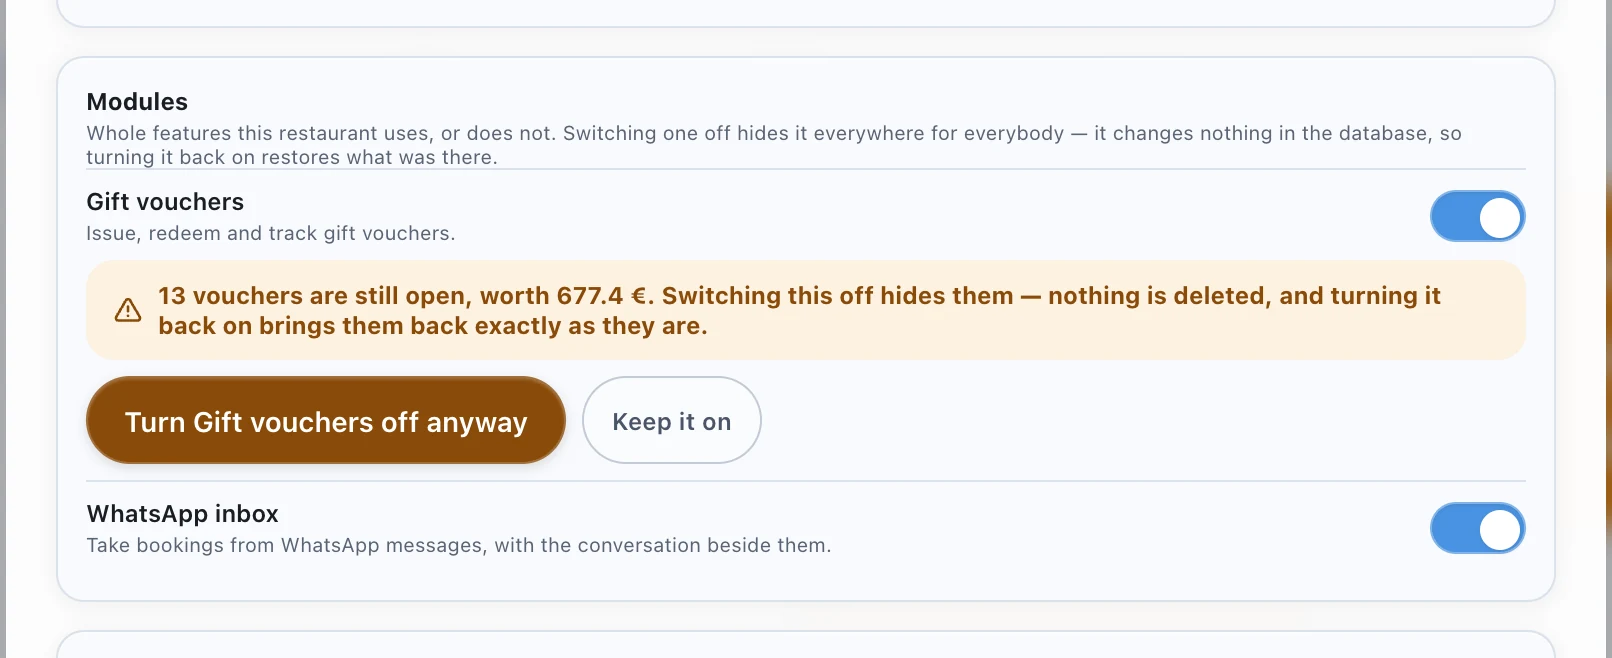 Modules
Whole features this restaurant uses, or does not. Switching one off hides it everywhere for everybody — it changes nothing in the database, so
turning it back on restores what was there.
Gift vouchers
Issue, redeem and track gift vouchers.
13 vouchers are still open, worth 677.4 €. Switching this off hides them — nothing is deleted, and turning it
back on brings them back exactly as they are.
Turn Gift vouchers off anyway
Keep it on
WhatsApp inbox
Take bookings from WhatsApp messages, with the conversation beside them.